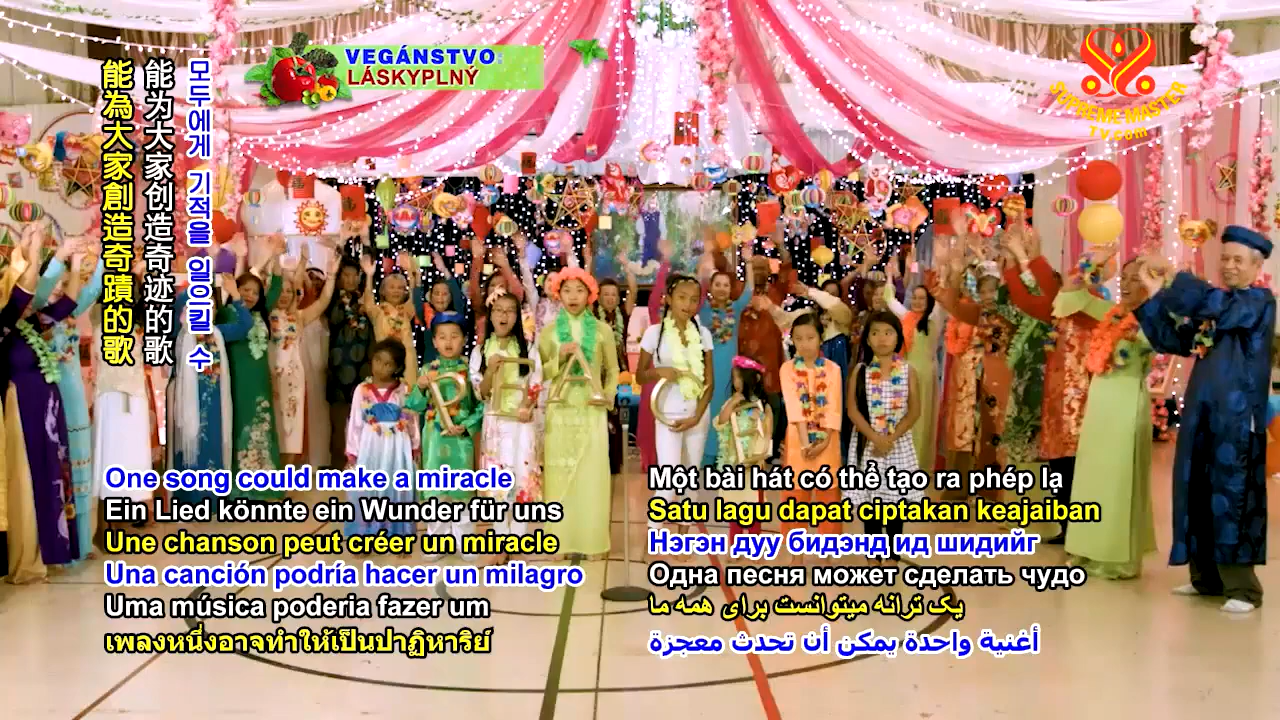 VEGÁNSTVO
LÁSKYPLNÝ
SUPREME MASTER
TV.com
모두에게 기적을 일으킬 수
能为大家创造奇迹的歌
能為大家創造奇蹟的歌
PEACE
One song could make a miracle
Ein Lied könnte ein Wunder für uns
Une chanson peut créer un miracle
Una canción podría hacer un milagro
Uma música poderia fazer um
เพลงหนึ่งอาจทำให้เป็นปาฏิหาริย์
Một bài hát có thể tạo ra phép lạ
Satu lagu dapat ciptakan keajaiban
Нэгэн дуу бидэнд ид шидийг
Одна песня может сделать чудо
یک ترانه میتوانست برای همه ما
أغنية واحدة يمكن أن تحدث معجزة